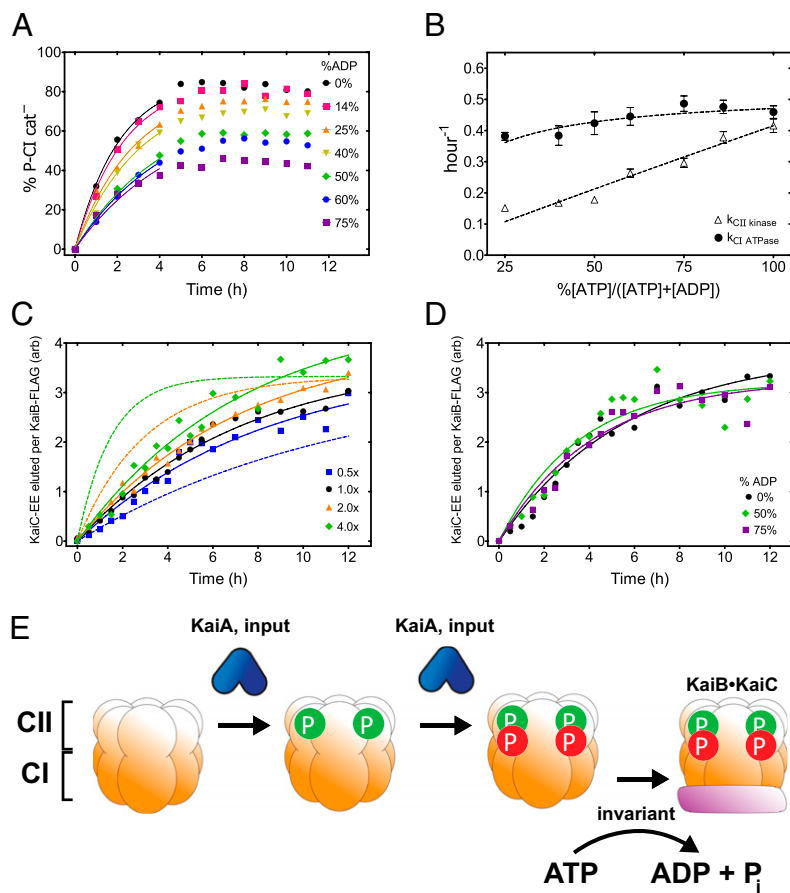 A
% P-CI cat–
100
80
60
40
20
0
0 2 4 6 8 10 12
Time (h)
%ADP
0%
14%
25%
40%
50%
60%
75%
B
hour-1
0.6
0.5
0.4
0.3
0.2
0.1
0.0
25 50 75 100
%[ATP]/([ATP]+[ADP])
kCII kinase
kCI ATPase
C
KaiC-EE eluted per KaiB-FLAG (arb)
4
3
2
1
0
0 2 4 6 8 10 12
Time (h)
0.5x
1.0x
2.0x
4.0x
D
KaiC-EE eluted per KaiB-FLAG (arb)
4
3
2
1
0
0 2 4 6 8 10 12
Time (h)
% ADP
0%
50%
75%
E
KaiA, input
KaiA, input
KaiB•KaiC
CII
CI
P P
P P
P P
P P
P P
invariant
ATP ADP + Pi